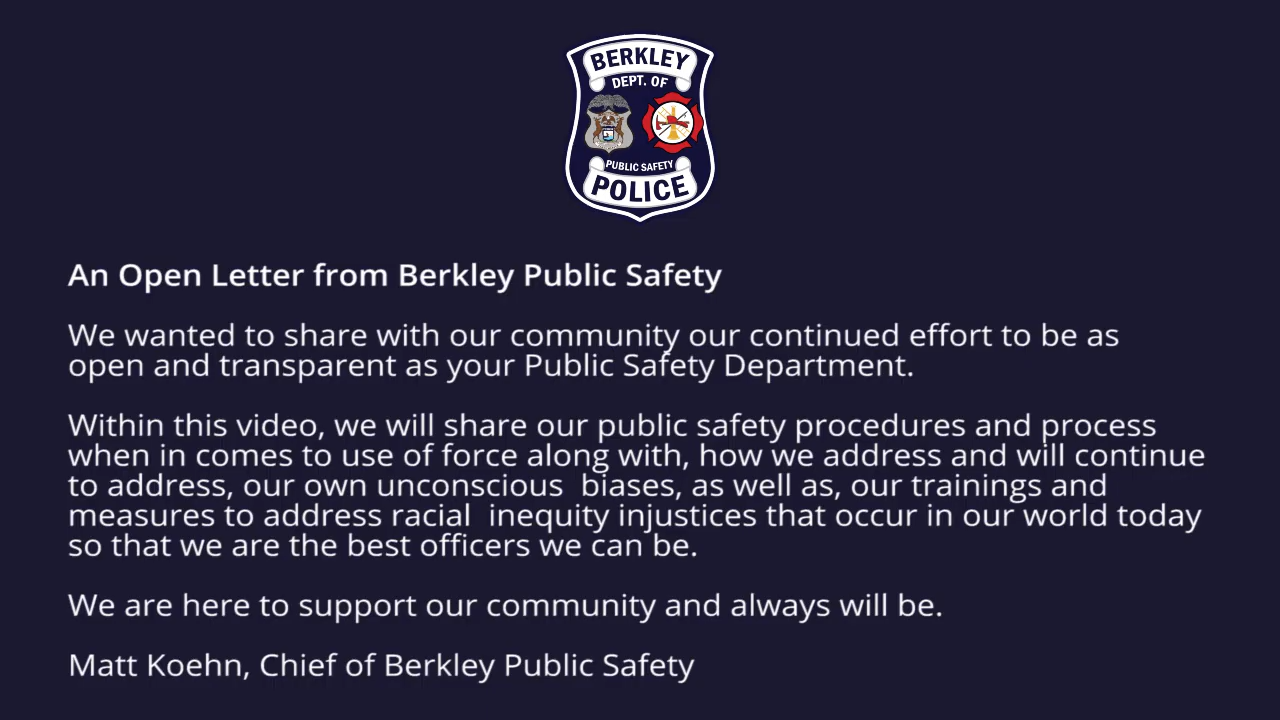 BERKLEY
DEPT. OF
PUBLIC SAFETY
POLICE
An Open Letter from Berkley Public Safety
We wanted to share with our community our continued effort to be as
open and transparent as your Public Safety Department.
Within this video, we will share our public safety procedures and process
when in comes to use of force along with, how we address and will continue
to address, our own unconscious  biases, as well as, our trainings and
measures to address racial  inequity injustices that occur in our world today
so that we are the best officers we can be.
We are here to support our community and always will be.
Matt Koehn, Chief of Berkley Public Safety